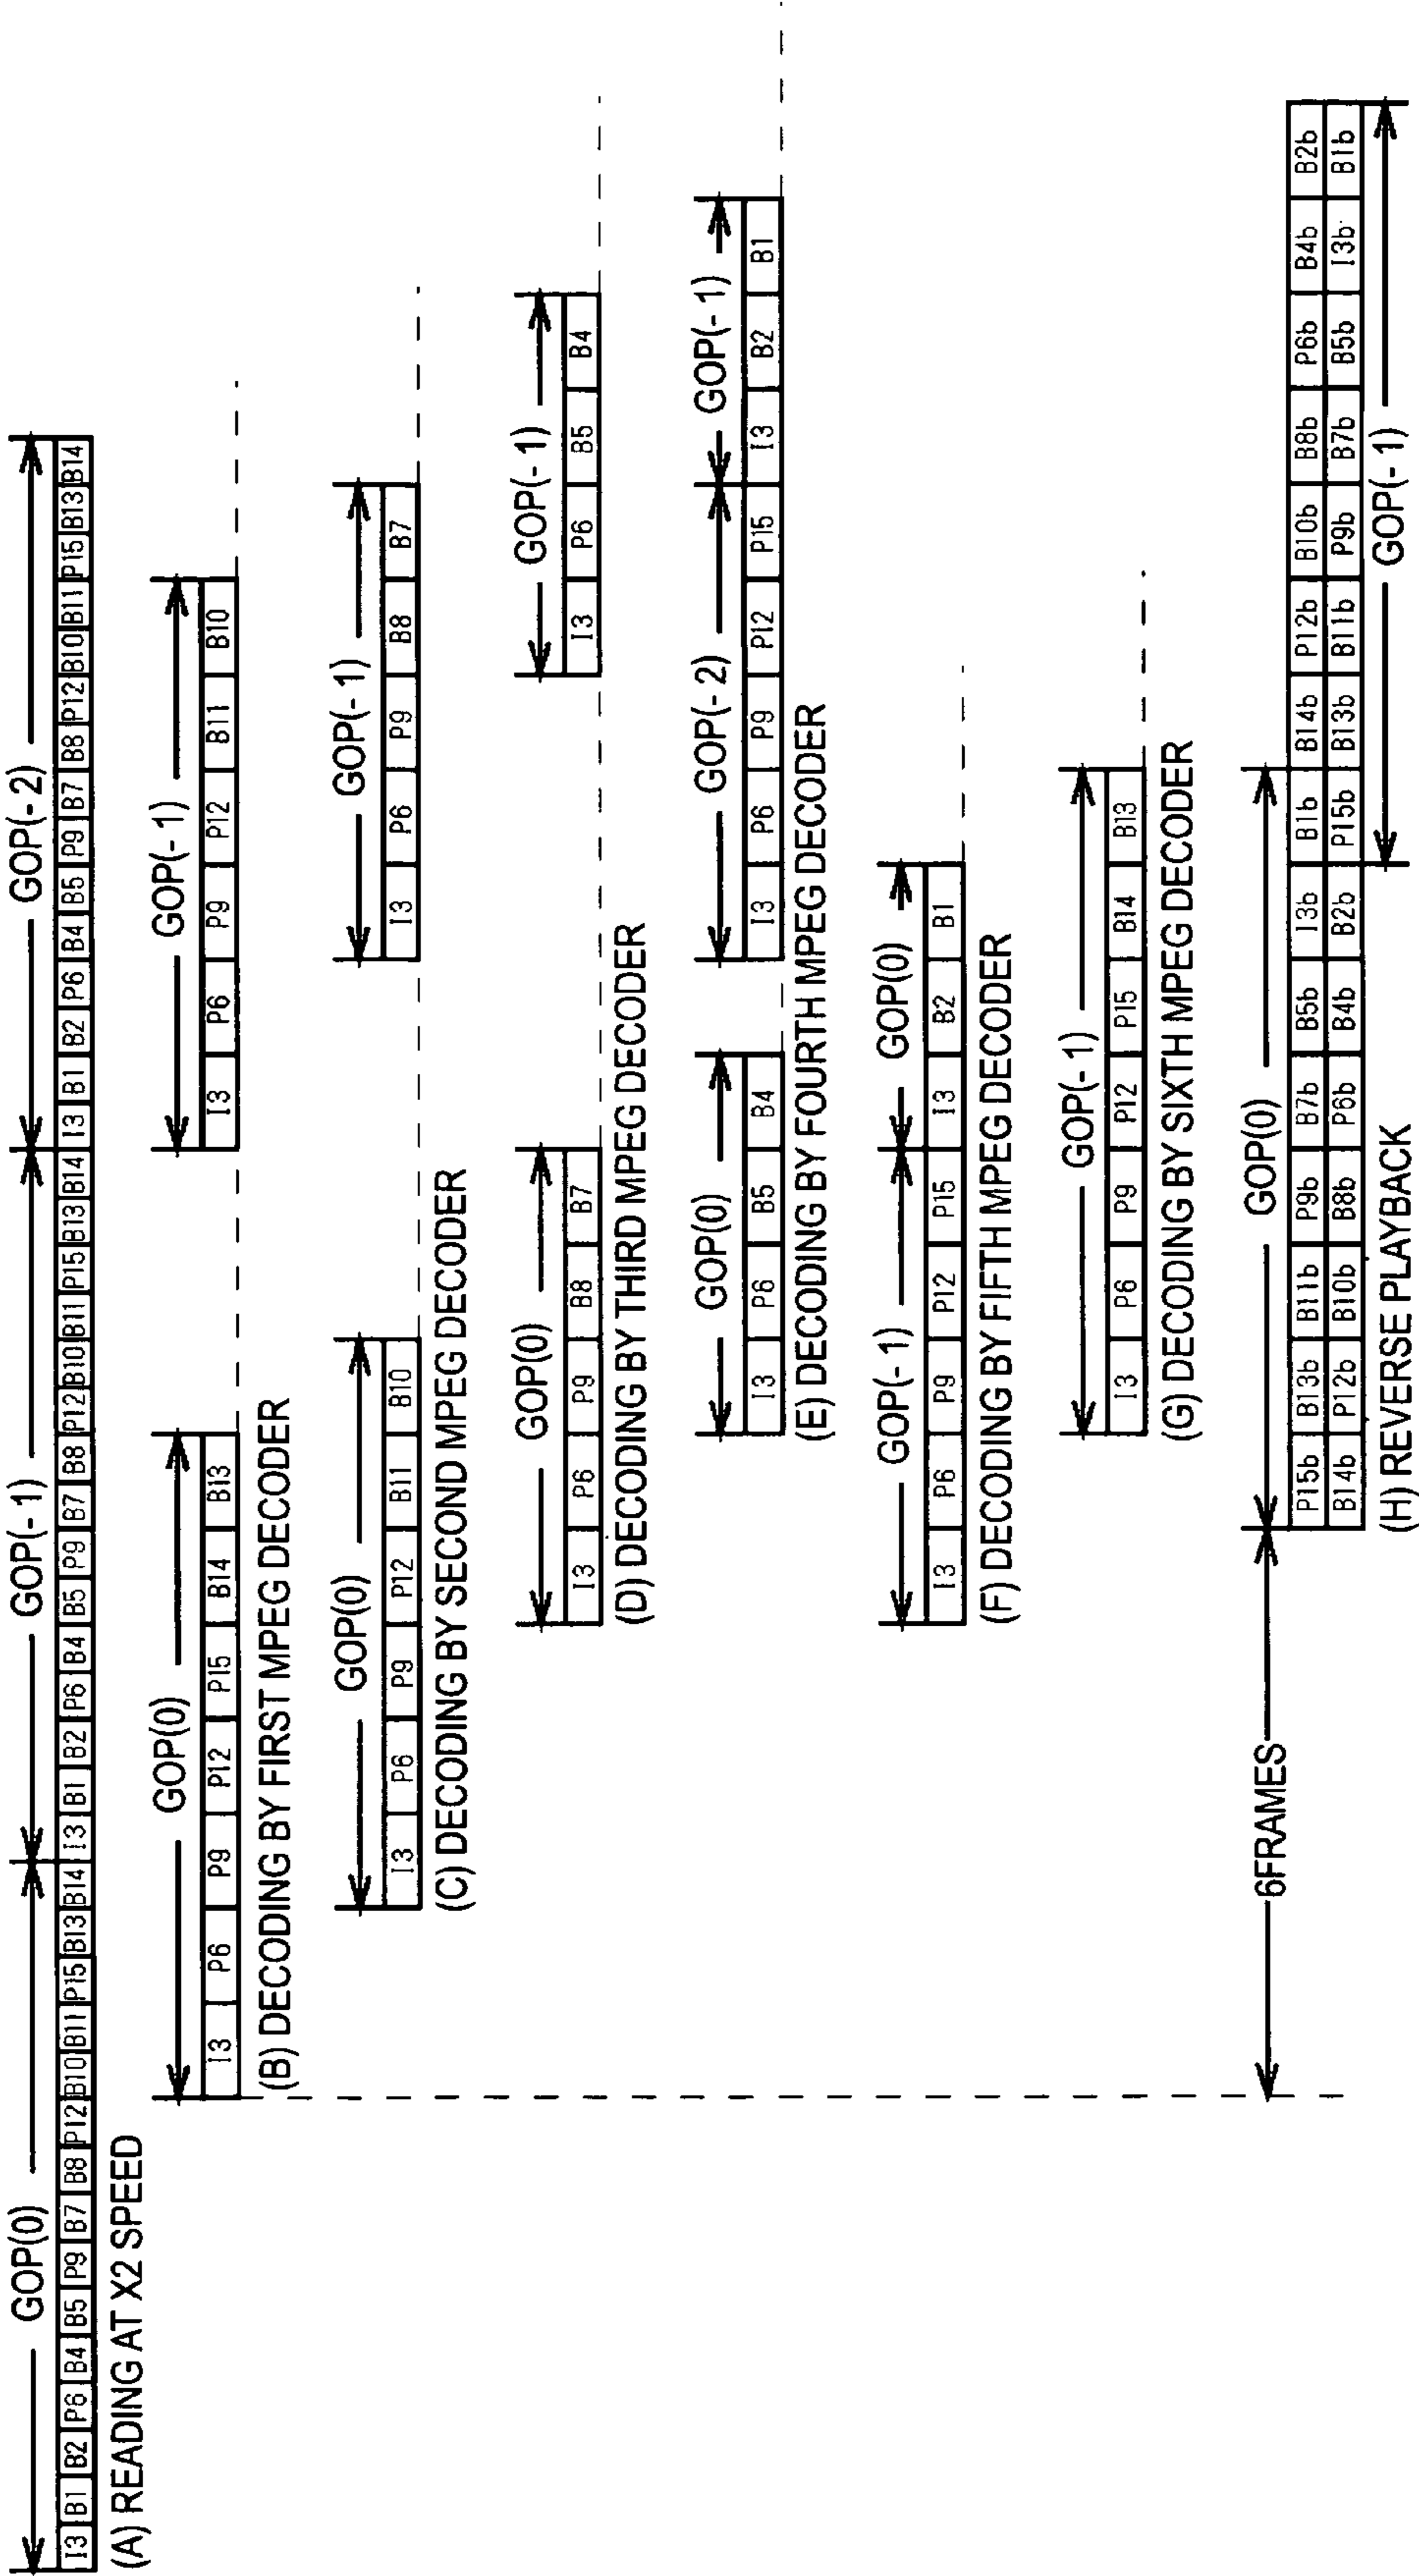 GOP(0) GOP(-1) GOP(-2)
I3 B1 B2 P6 B4 B5 P9 B7 B8 P12 B10 B11 P15 B13 B14 I3 B1 B2 P6 B4 B5 P9 B7 B8 P12 B10 B11 P15 B13 B14 I3 B1 B2 P6 B4 B5 P9 B7 B8 P12 B10 B11 P15 B13 B14
(A) READING AT X2 SPEED
GOP(0) GOP(-1)
I3 P6 P9 P12 P15 B14 B13 I3 P6 P9 P12 B11 B10
(B) DECODING BY FIRST MPEG DECODER
GOP(0) GOP(-1)
I3 P6 P9 P12 B11 B10 I3 P6 P9 B8 B7
(C) DECODING BY SECOND MPEG DECODER
GOP(0) GOP(-1)
I3 P6 P9 B8 B7 I3 P6 B5 B4
(D) DECODING BY THIRD MPEG DECODER
GOP(0) GOP(-2) GOP(-1)
I3 P6 B5 B4 I3 P6 P9 P12 P15 I3 B2 B1
(E) DECODING BY FOURTH MPEG DECODER
GOP(-1) GOP(0)
I3 P6 P9 P12 P15 I3 B2 B1
(F) DECODING BY FIFTH MPEG DECODER
GOP(-1)
I3 P6 P9 P12 P15 B14 B13
(G) DECODING BY SIXTH MPEG DECODER
6FRAMES GOP(0)
P15b B13b B11b P9b B7b B5b I3b B1b B14b P12b B10b B8b P6b B4b B2b
B14b P12b B10b B8b P6b B4b B2b P15b B13b B11b P9b B7b B5b I3b B1b
GOP(-1)
(H) REVERSE PLAYBACK